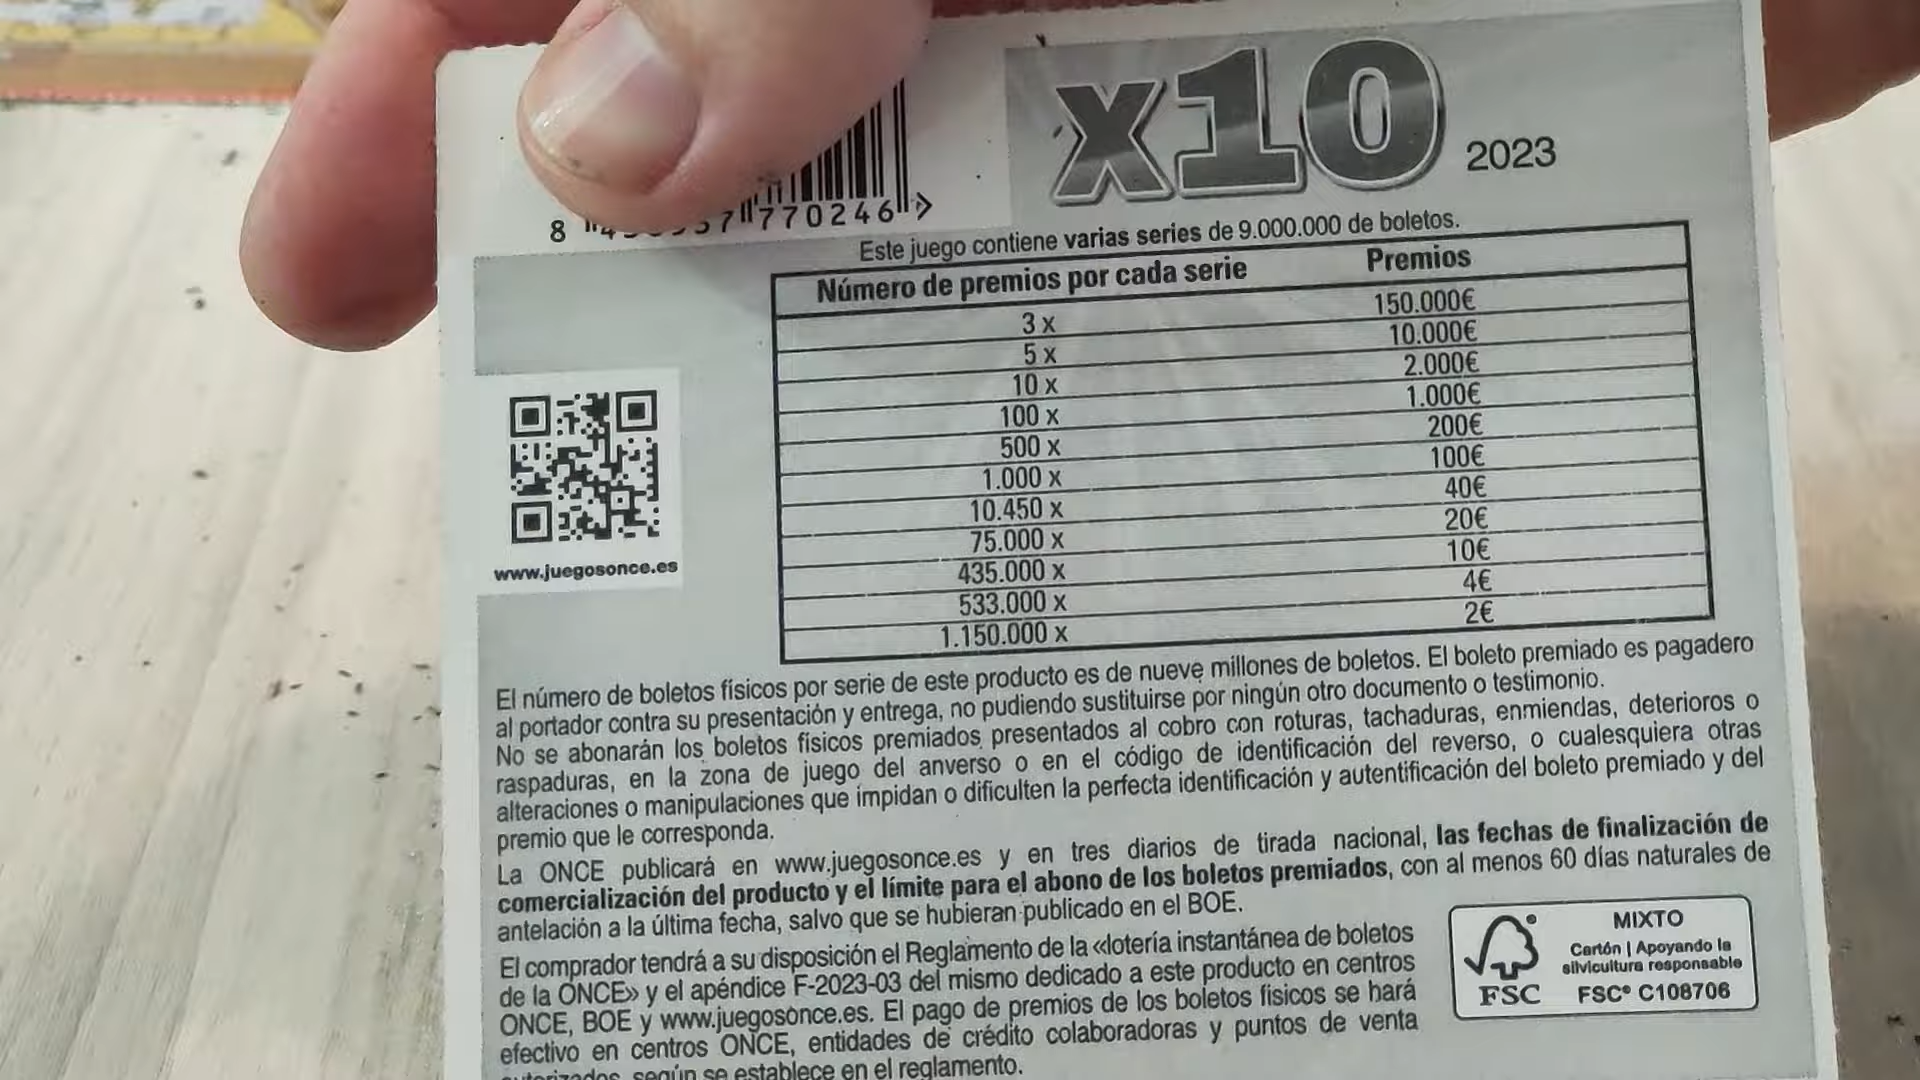 x10 2023
770246
Este juego contiene varias series de 9.000.000 de boletos.
Número de premios por cada serie Premios
3 x 150.000€
5 x 10.000€
10 x 2.000€
100 x 1.000€
500 x 200€
1.000 x 100€
10.450 x 40€
75.000 x 20€
435.000 x 10€
533.000 x 4€
1.150.000 x 2€
www.juegosonce.es
El número de boletos físicos por serie de este producto es de nueve millones de boletos. El boleto premiado es pagadero
al portador contra su presentación y entrega, no pudiendo sustituirse por ningún otro documento o testimonio.
No se abonarán los boletos físicos premiados presentados al cobro con roturas, tachaduras, enmiendas, deterioros o
raspaduras, en la zona de juego del anverso o en el código de identificación del reverso, o cualesquiera otras
alteraciones o manipulaciones que impidan o dificulten la perfecta identificación y autentificación del boleto premiado y del
premio que le corresponda.
La ONCE publicará en www.juegosonce.es y en tres diarios de tirada nacional, las fechas de finalización de
comercialización del producto y el límite para el abono de los boletos premiados, con al menos 60 días naturales de
antelación a la última fecha, salvo que se hubieran publicado en el BOE.
El comprador tendrá a su disposición el Reglamento de la «lotería instantánea de boletos
de la ONCE» y el apéndice F-2023-03 del mismo dedicado a este producto en centros
ONCE, BOE y www.juegosonce.es. El pago de premios de los boletos físicos se hará
efectivo en centros ONCE, entidades de crédito colaboradoras y puntos de venta
autorizados, según se establece en el reglamento.
MIXTO
Cartón | Apoyando la
silvicultura responsable
FSC FSC® C108706